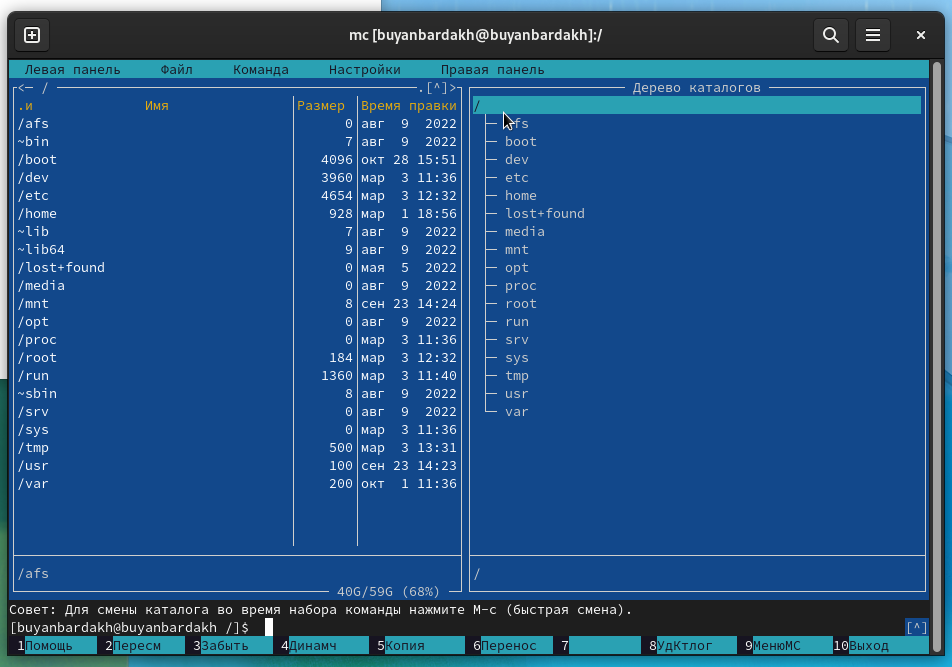 mc [buyanbardakh@buyanbardakh]:/
Левая панель Файл Команда Настройки Правая панель
<─ / .[^]> Дерево каталогов
.и Имя Размер Время правки
/afs 0 авг 9 2022
~bin 7 авг 9 2022
/boot 4096 окт 28 15:51
/dev 3960 мар 3 11:36
/etc 4654 мар 3 12:32
/home 928 мар 1 18:56
~lib 7 авг 9 2022
~lib64 9 авг 9 2022
/lost+found 0 мая 5 2022
/media 0 авг 9 2022
/mnt 8 сен 23 14:24
/opt 0 авг 9 2022
/proc 0 мар 3 11:36
/root 184 мар 3 12:32
/run 1360 мар 3 11:40
~sbin 8 авг 9 2022
/srv 0 авг 9 2022
/sys 0 мар 3 11:36
/tmp 500 мар 3 13:31
/usr 100 сен 23 14:23
/var 200 окт 1 11:36
/afs
40G/59G (68%)
/
afs
boot
dev
etc
home
lost+found
media
mnt
opt
proc
root
run
srv
sys
tmp
usr
var
/
Совет: Для смены каталога во время набора команды нажмите M-c (быстрая смена).
[buyanbardakh@buyanbardakh /]$ [^]
1Помощь 2Пересм 3Забыть 4Динамч 5Копия 6Перенос 7 8УдКтлог 9МенюMC 10Выход